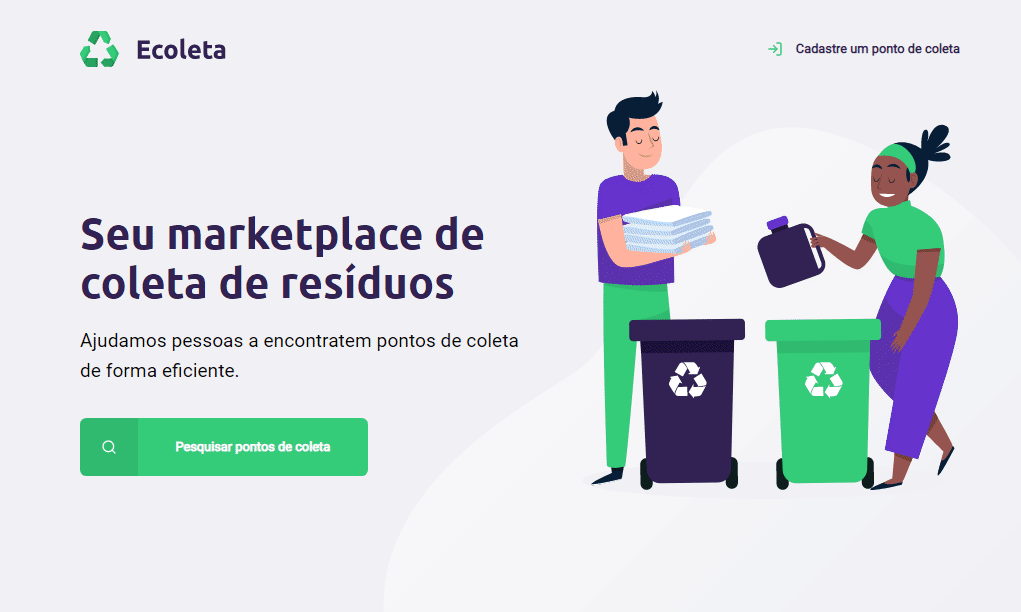 Ecoleta
Cadastre um ponto de coleta
Seu marketplace de
coleta de resíduos
Ajudamos pessoas a encontratem pontos de coleta
de forma eficiente.
Pesquisar pontos de coleta